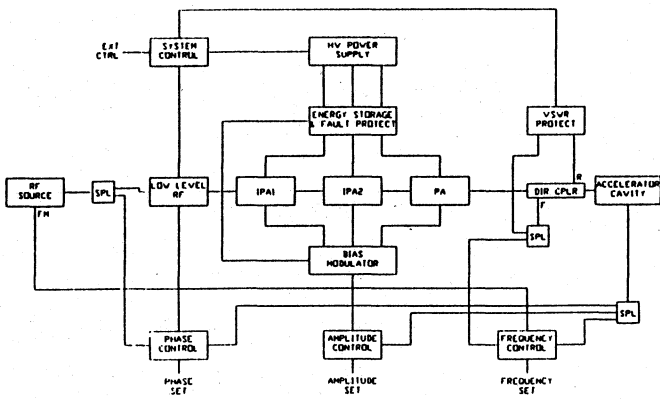 EXT
CTRL
SYSTEM
CONTROL
HV POWER
SUPPLY
ENERGY STORAGE
& FAULT PROTECT
VSWR
PROTECT
RF
SOURCE
FM
SPL
LOW LEVEL
RF
IPA1
IPA2
PA
DIR CPLR
R
F
ACCELERATOR
CAVITY
SPL
BIAS
MODULATOR
SPL
PHASE
CONTROL
AMPLITUDE
CONTROL
FREQUENCY
CONTROL
PHASE
SET
AMPLITUDE
SET
FREQUENCY
SET